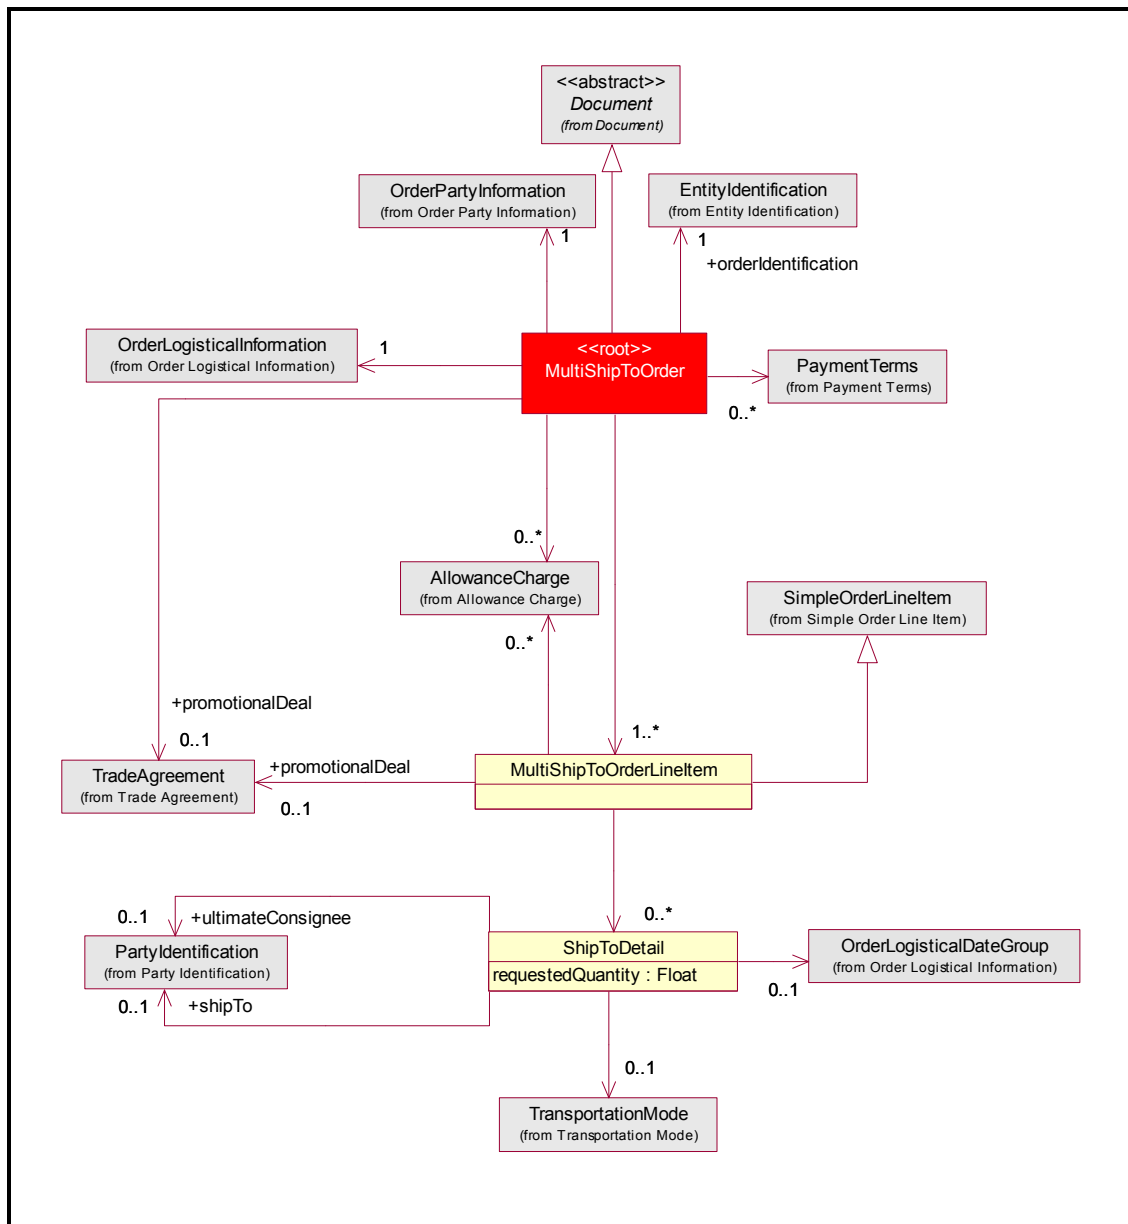 <<abstract>>
Document
(from Document)
OrderPartyInformation
(from Order Party Information)
EntityIdentification
(from Entity Identification)
1
1
+orderIdentification
OrderLogisticalInformation
(from Order Logistical Information)
1
<<root>>
MultiShipToOrder
PaymentTerms
(from Payment Terms)
0..*
0..*
AllowanceCharge
(from Allowance Charge)
0..*
SimpleOrderLineItem
(from Simple Order Line Item)
+promotionalDeal
0..1
1..*
TradeAgreement
(from Trade Agreement)
+promotionalDeal
0..1
MultiShipToOrderLineItem
0..*
0..1
+ultimateConsignee
PartyIdentification
(from Party Identification)
0..1
+shipTo
ShipToDetail
requestedQuantity : Float
OrderLogisticalDateGroup
(from Order Logistical Information)
0..1
0..1
TransportationMode
(from Transportation Mode)